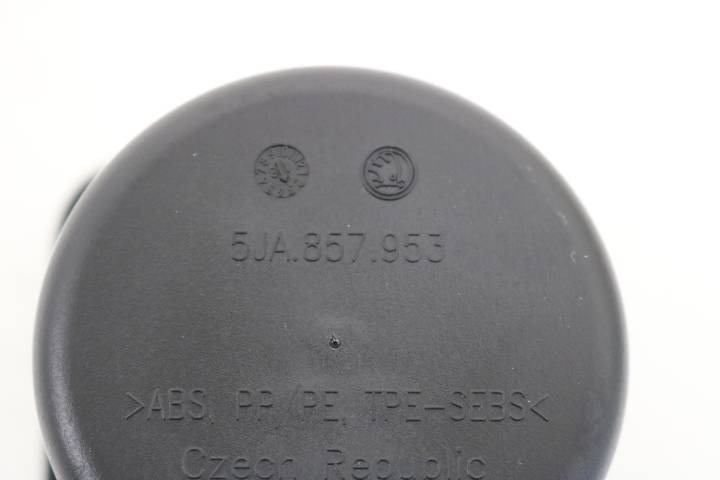 5JA.857.953
>ABS, PP/PE, TPE-SEBS<
Czech Republic